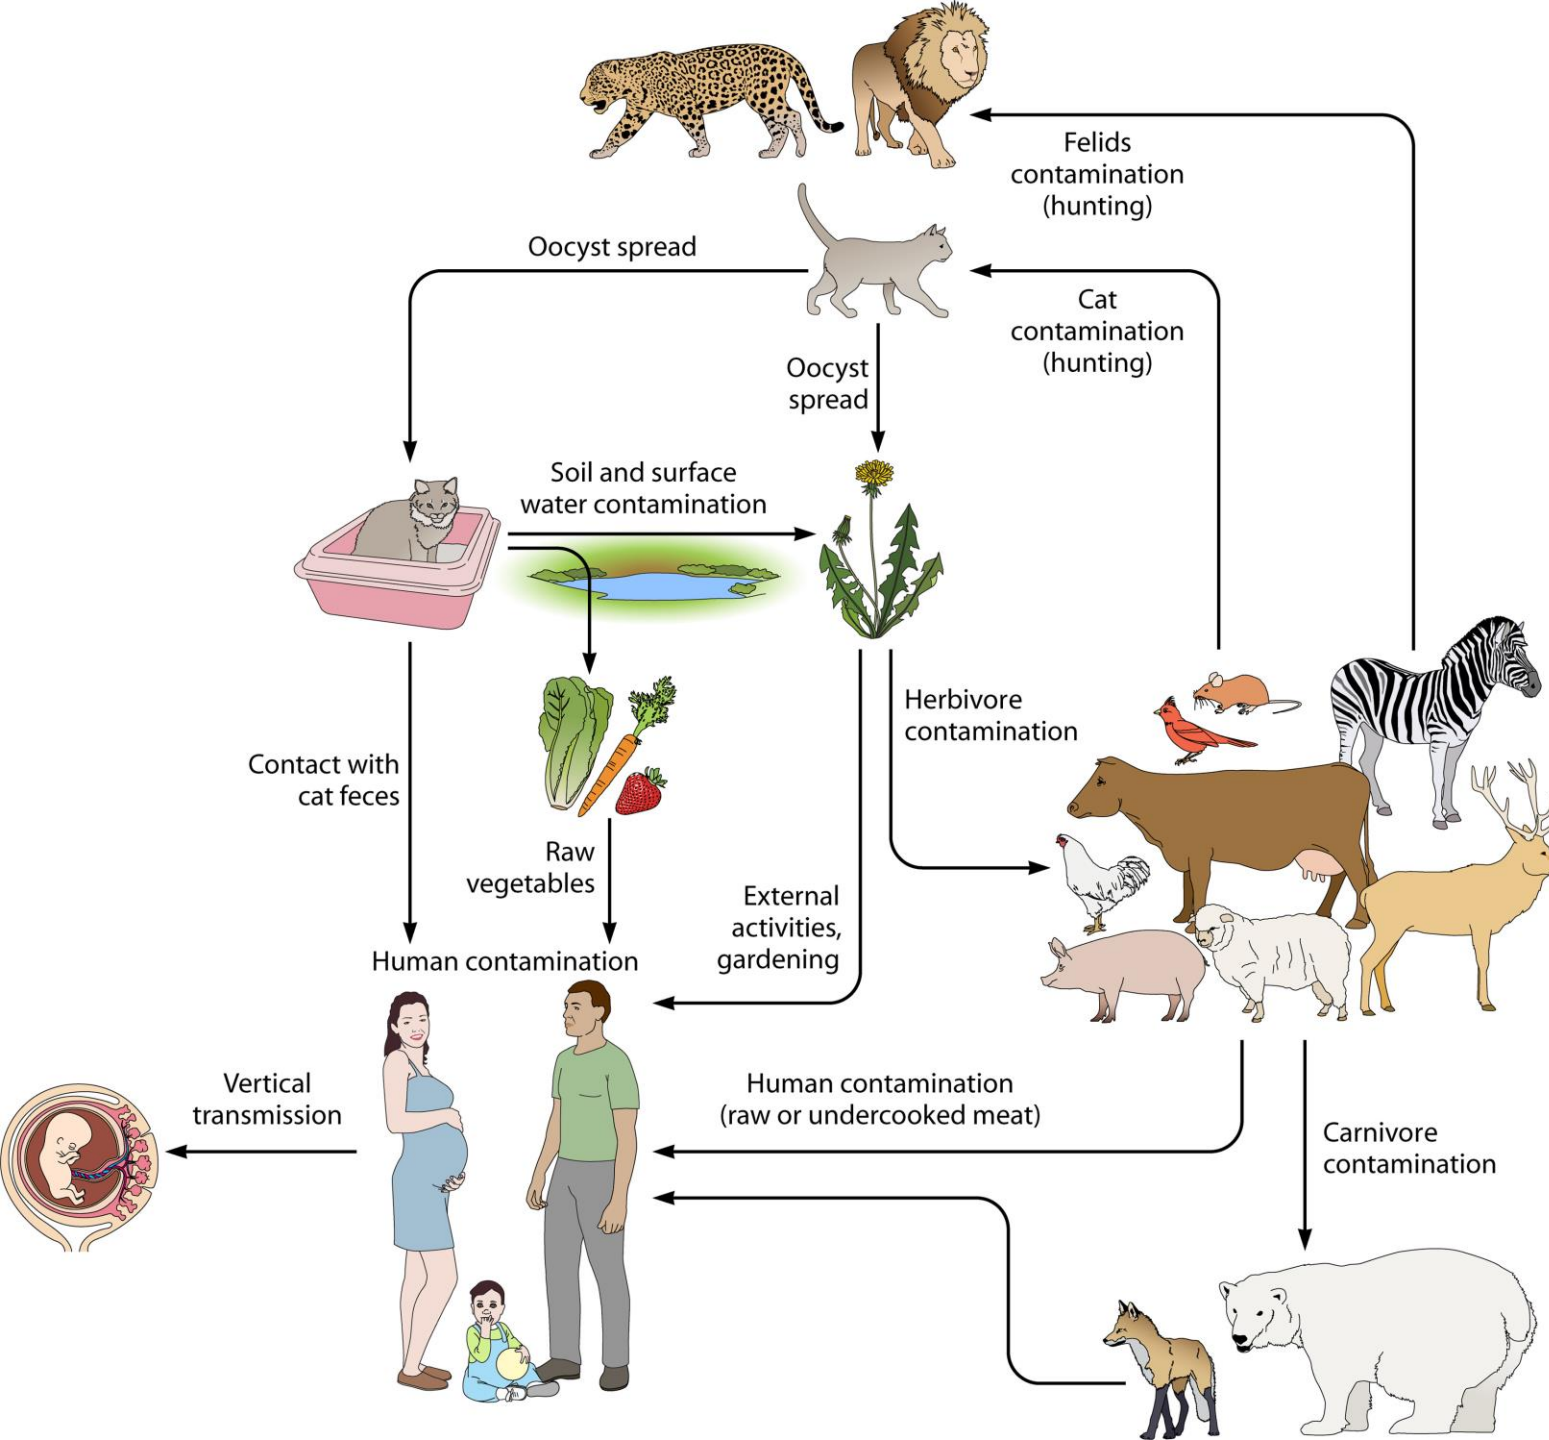 Felids
contamination
(hunting)
Oocyst spread
Cat
contamination
(hunting)
Oocyst
spread
Soil and surface
water contamination
Herbivore
contamination
Contact with
cat feces
Raw
vegetables
External
activities,
gardening
Human contamination
Vertical
transmission
Human contamination
(raw or undercooked meat)
Carnivore
contamination